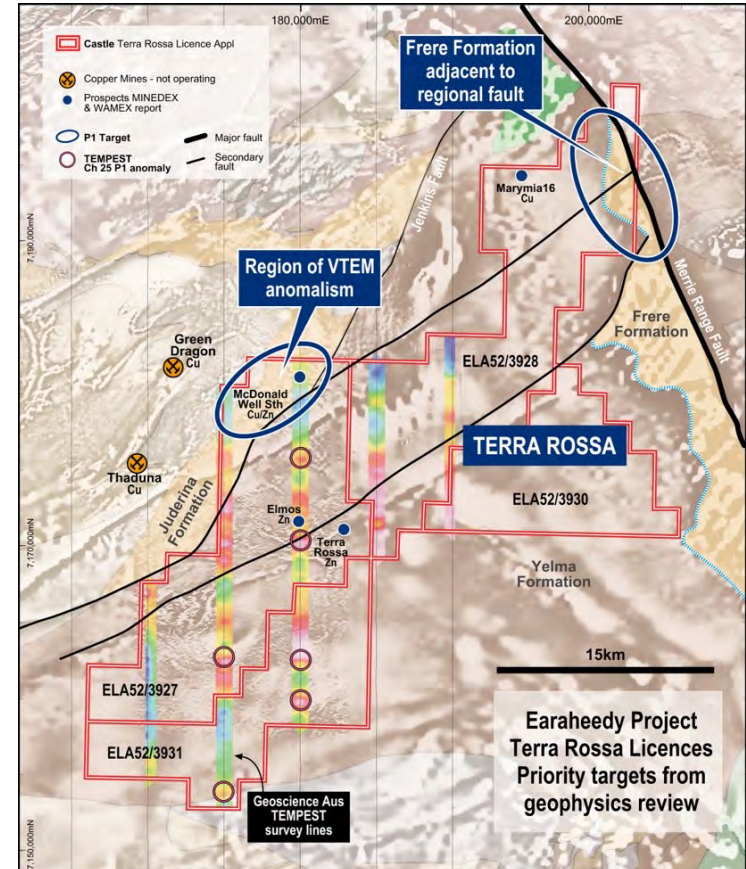 180,000mE
200,000mE
Castle Terra Rossa Licence Appl
Copper Mines - not operating
Prospects MINEDEX
& WAMEX report
P1 Target
Major fault
TEMPEST
Ch 25 P1 anomaly
Secondary
fault
Frere Formation
adjacent to
regional fault
Marymia16
Cu
Jenkins Fault
7,190,000mN
Region of VTEM
anomalism
Merrie Range Fault
Frere
Formation
Green
Dragon
Cu
ELA52/3928
McDonald
Well Sth
Cu/Zn
TERRA ROSSA
Thaduna
Cu
ELA52/3930
Juderina
Formation
Elmos
Zn
Terra
Rossa
Zn
7,170,000mN
Yelma
Formation
15km
ELA52/3927
ELA52/3931
Earaheedy Project
Terra Rossa Licences
Priority targets from
geophysics review
Geoscience Aus
TEMPEST
survey lines
7,150,000mN